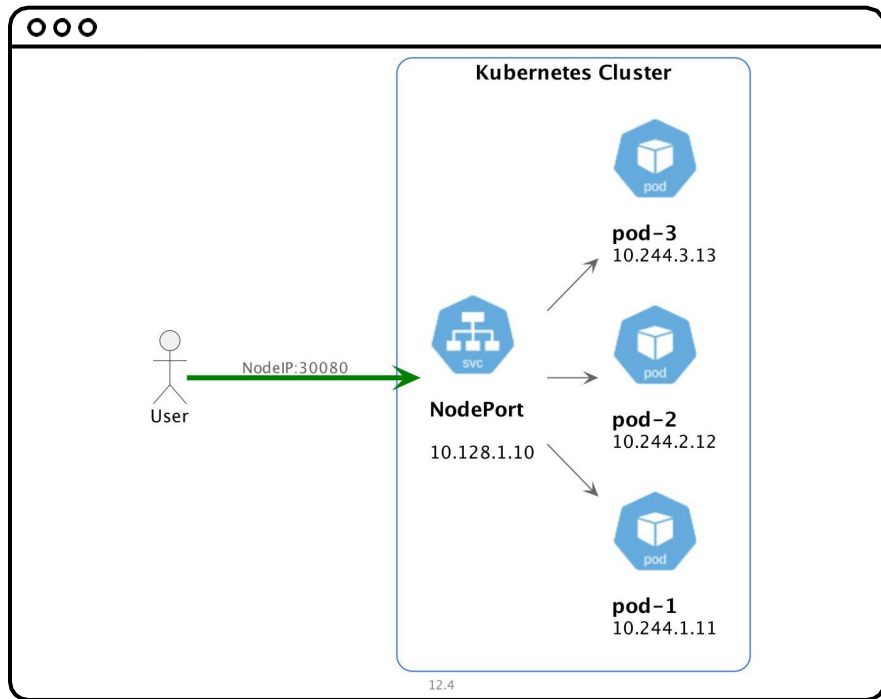 Kubernetes Cluster
pod
pod-3
10.244.3.13
NodeIP:30080
User
svc
NodePort
10.128.1.10
pod
pod-2
10.244.2.12
pod
pod-1
10.244.1.11
12.4